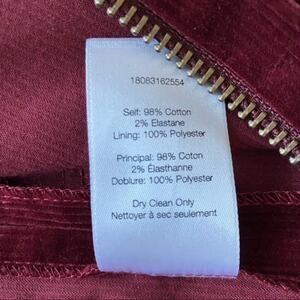 18083162554
Self: 98% Cotton
2% Elastane
Lining: 100% Polyester
Principal: 98% Coton
2% Élasthanne
Doblure: 100% Polyester
Dry Clean Only
Nettoyer à sec seulement